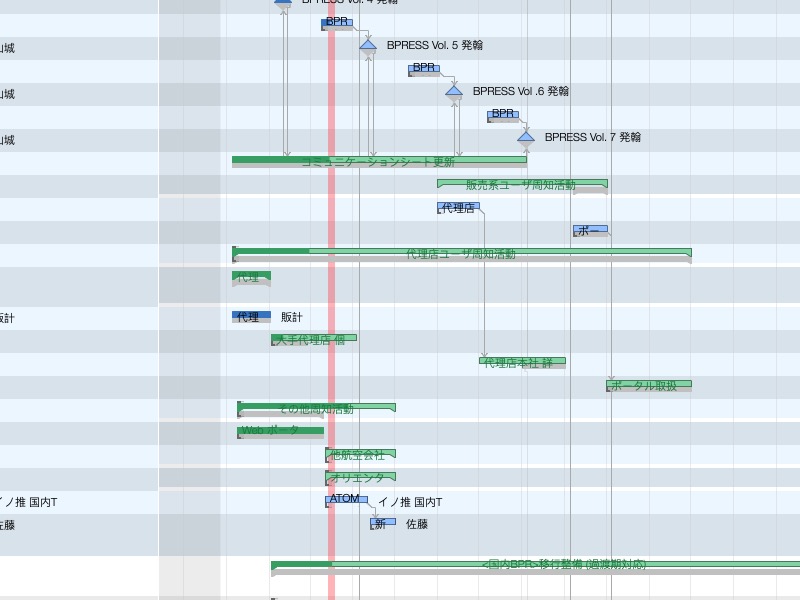 BPRESS Vol. 4 発翰
BPR
山城 BPRESS Vol. 5 発翰
BPR
山城 BPRESS Vol .6 発翰
BPR
山城 BPRESS Vol. 7 発翰
コミュニケーションシート更新
販売系ユーザ周知活動
代理店
ポー
代理店ユーザ周知活動
代理
販計 代理 販計
大手代理店 個
代理店本社 詳
ポータル取扱
その他周知活動
Web ポータ
他航空会社
オリエンタ
イノ推 国内T ATOM イノ推 国内T
佐藤 新 佐藤
<国内BPR>移行整備 (過渡期対応)